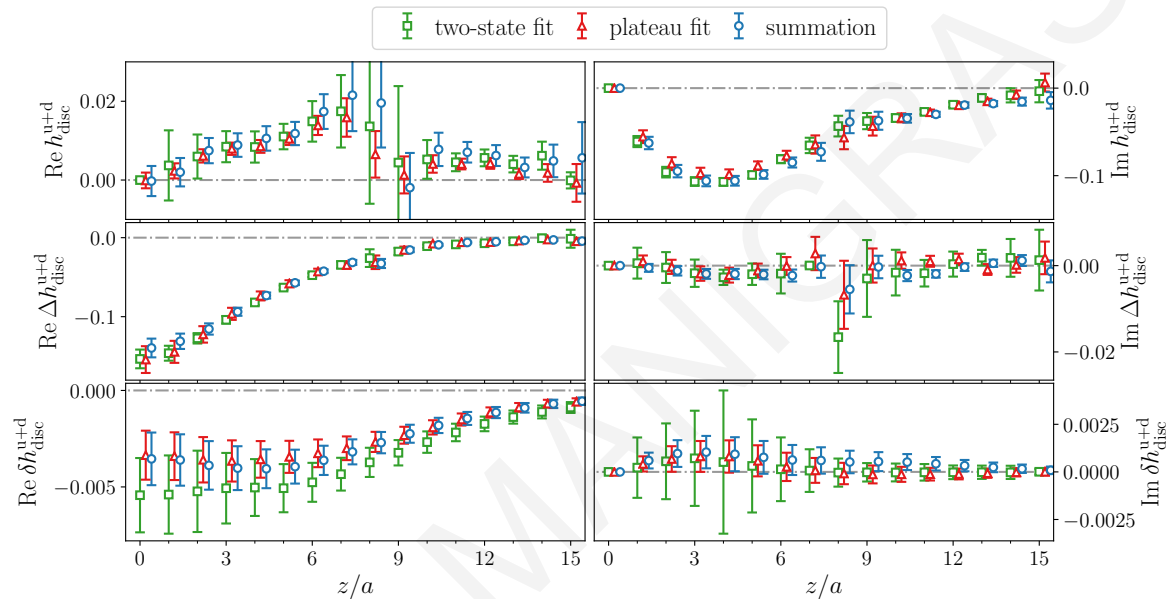 two-state fit plateau fit summation
Re h^{u+d}_{disc}
0.02
0.00
Im h^{u+d}_{disc}
0.0
−0.1
Re Δh^{u+d}_{disc}
0.0
−0.1
Im Δh^{u+d}_{disc}
0.00
−0.02
Re δh^{u+d}_{disc}
0.000
−0.005
Im δh^{u+d}_{disc}
0.0025
0.0000
−0.0025
0 3 6 9 12 15
0 3 6 9 12 15
z/a
z/a
MANIGRAS